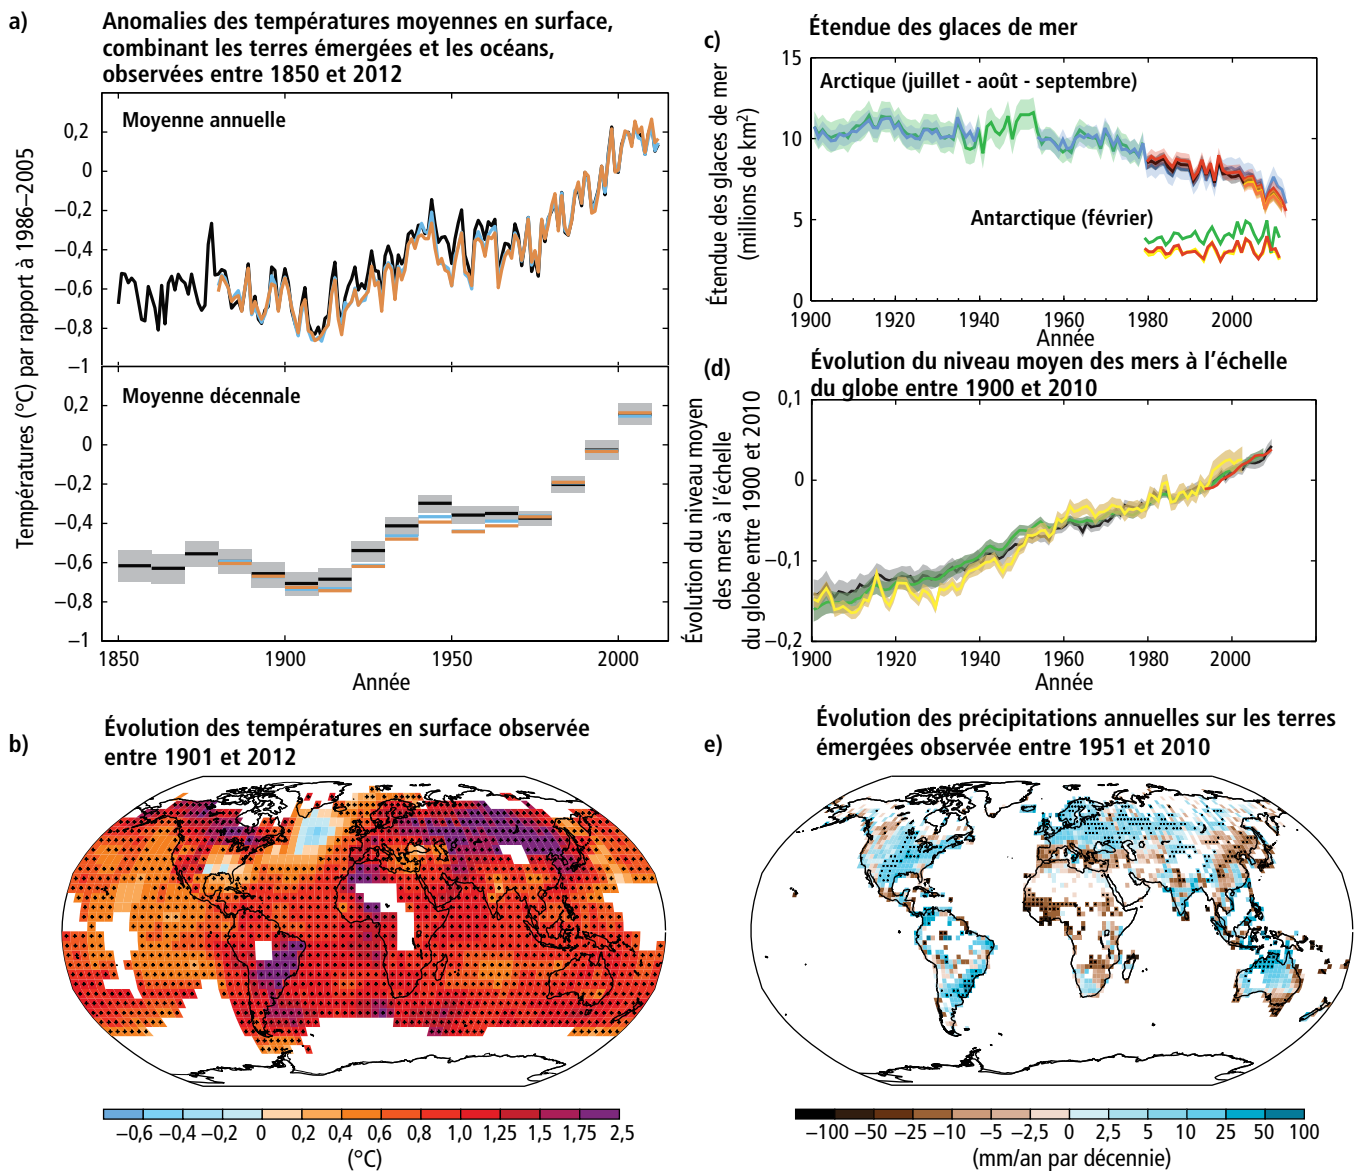 a)
Anomalies des températures moyennes en surface,
combinant les terres émergées et les océans,
observées entre 1850 et 2012
Températures (°C) par rapport à 1986–2005
Moyenne annuelle
0,2
0
−0,2
−0,4
−0,6
−0,8
−1
Moyenne décennale
0,2
0
−0,2
−0,4
−0,6
−0,8
−1
1850 1900 1950 2000
Année
b)
Évolution des températures en surface observée
entre 1901 et 2012
−0,6 −0,4 −0,2 0 0,2 0,4 0,6 0,8 1,0 1,25 1,5 1,75 2,5
(°C)
c)
Étendue des glaces de mer
Étendue des glaces de mer
(millions de km²)
15
10
5
0
Arctique (juillet - août - septembre)
Antarctique (février)
1900 1920 1940 1960 1980 2000
Année
(d)
Évolution du niveau moyen des mers à l’échelle
du globe entre 1900 et 2010
Évolution du niveau moyen
des mers à l’échelle
du globe entre 1900 et 2010
0,1
0
−0,1
−0,2
1900 1920 1940 1960 1980 2000
Année
e)
Évolution des précipitations annuelles sur les terres
émergées observée entre 1951 et 2010
−100 −50 −25 −10 −5 −2,5 0 2,5 5 10 25 50 100
(mm/an par décennie)